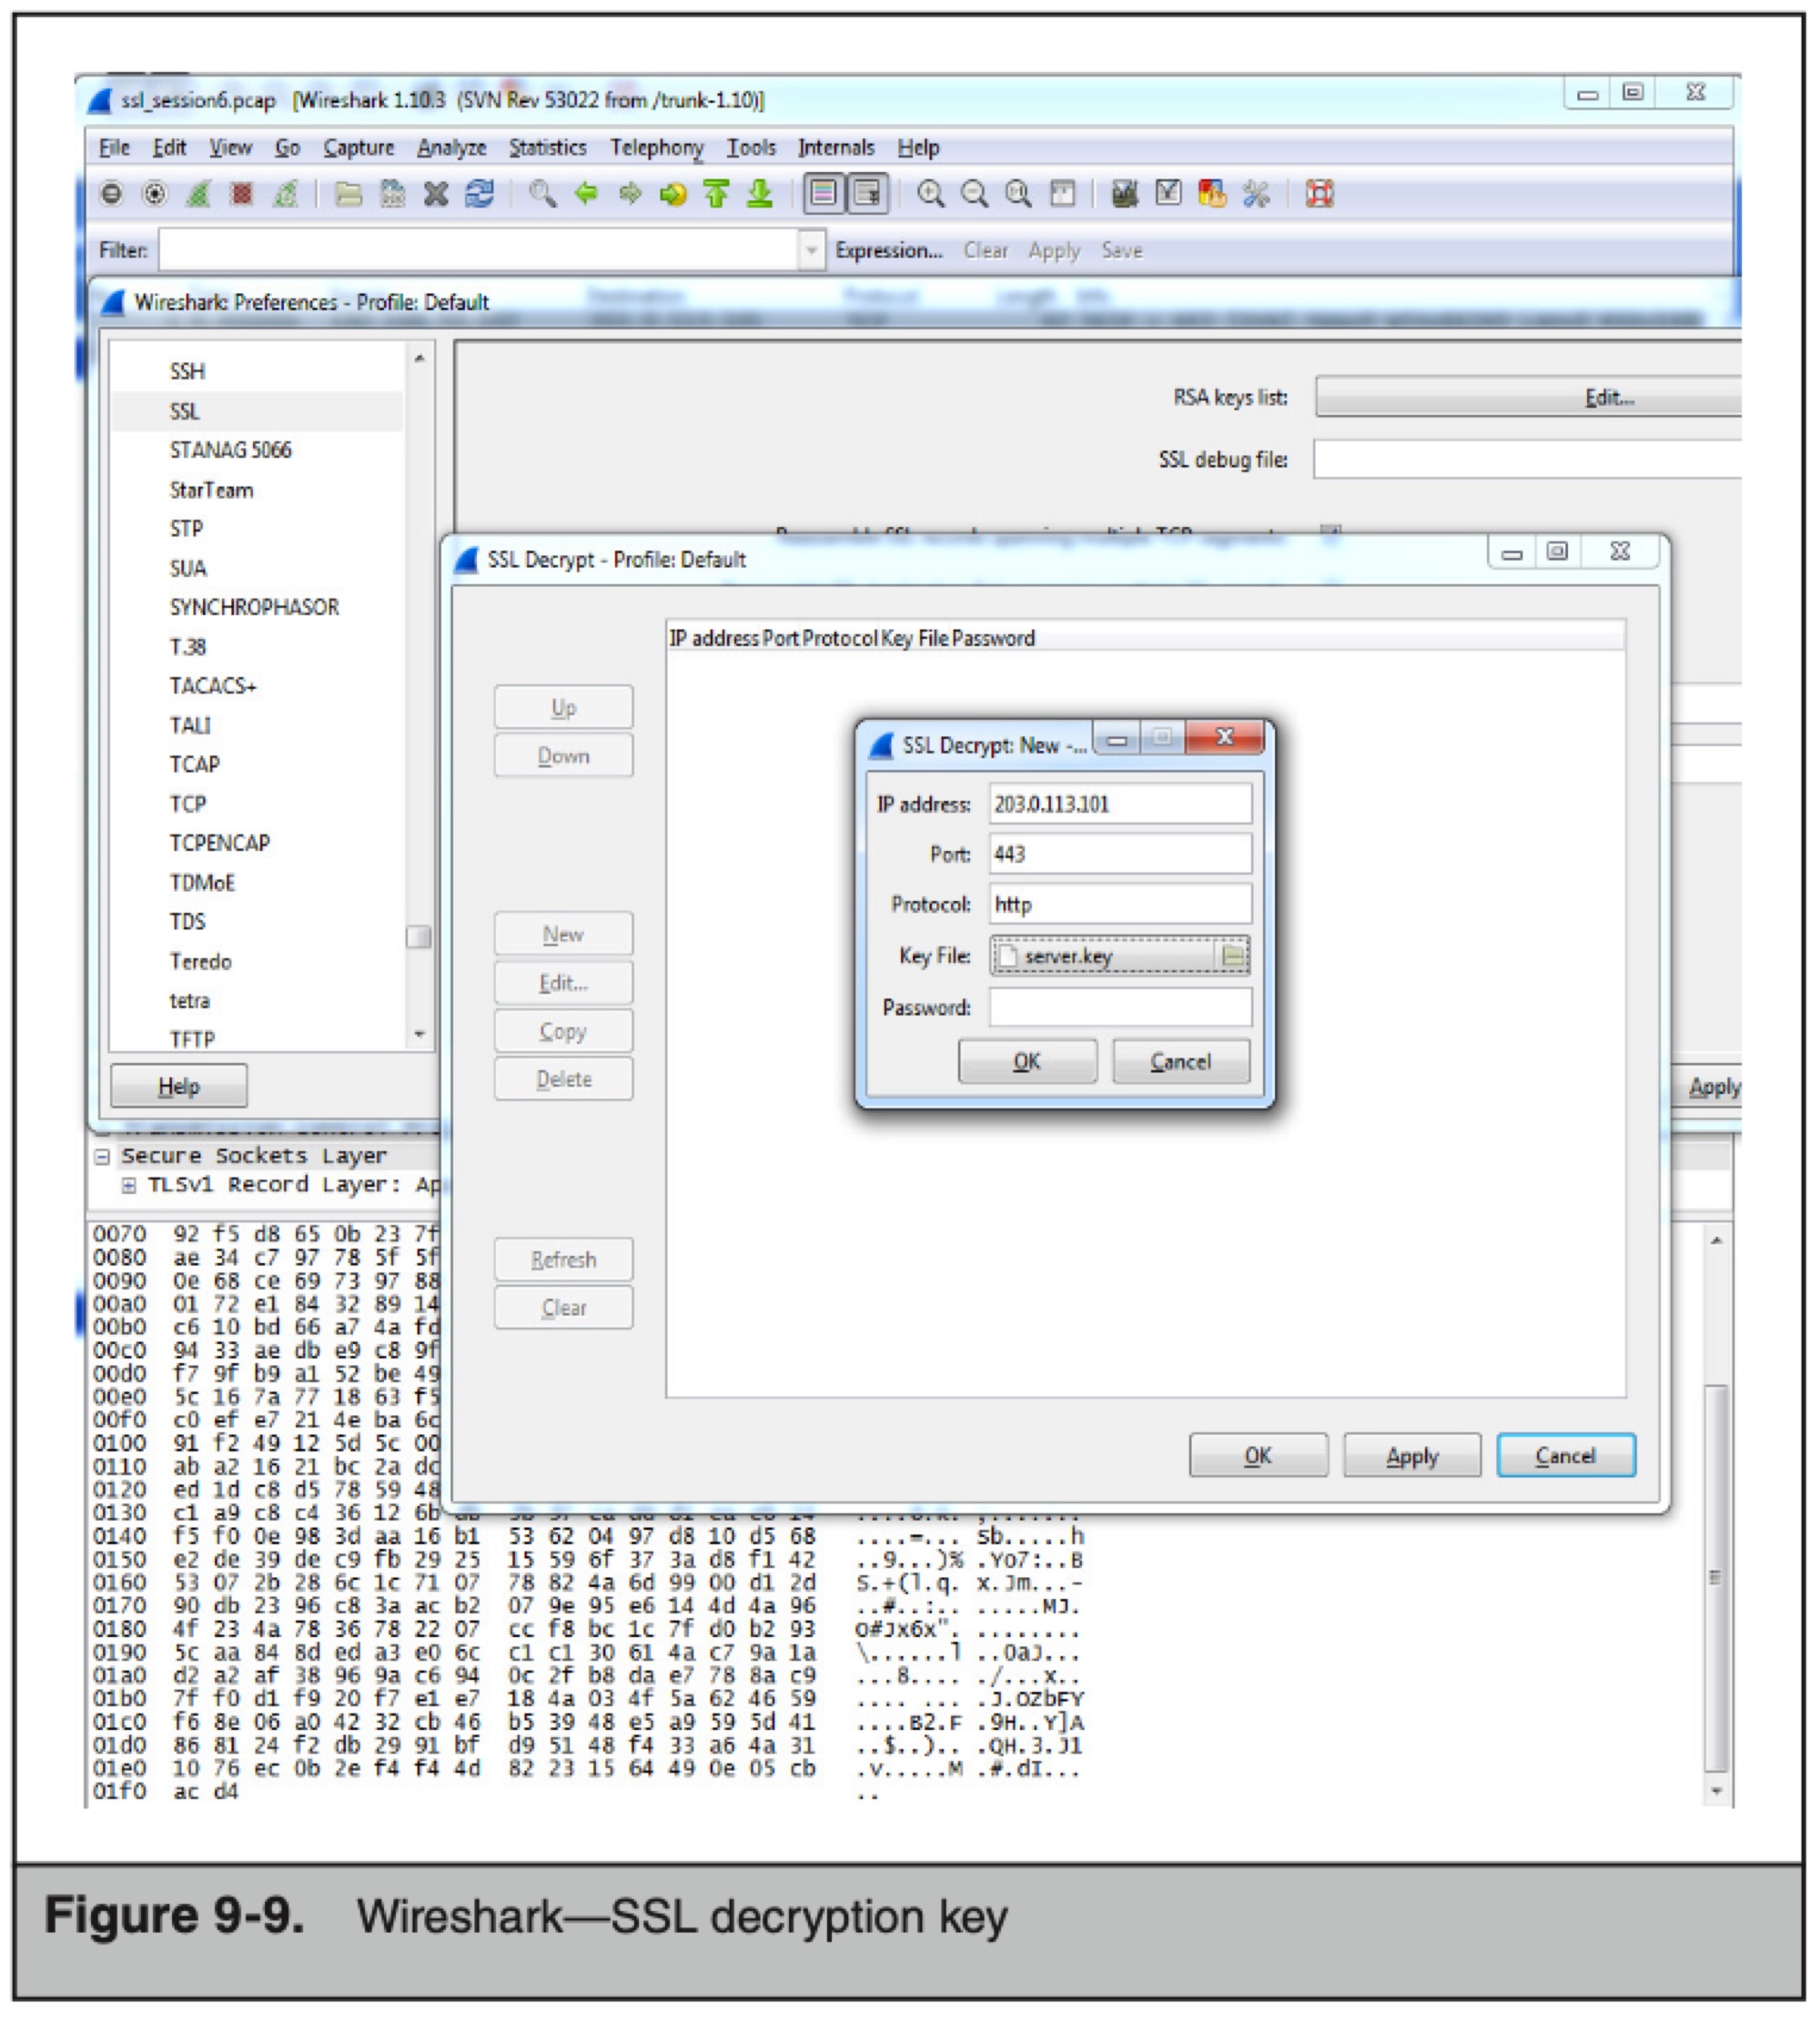 ssl_session6.pcap [Wireshark 1.10.3 (SVN Rev 53022 from /trunk-1.10)]
File Edit View Go Capture Analyze Statistics Telephony Tools Internals Help
Filter: Expression... Clear Apply Save
Wireshark: Preferences - Profile: Default
SSH
SSL
STANAG 5066
StarTeam
STP
SUA
SYNCHROPHASOR
T.38
TACACS+
TALI
TCAP
TCP
TCPENCAP
TDMoE
TDS
Teredo
tetra
TFTP
Help
RSA keys list: Edit...
SSL debug file:
Apply
SSL Decrypt - Profile: Default
IP address Port Protocol Key File Password
Up
Down
New
Edit...
Copy
Delete
Refresh
Clear
SSL Decrypt: New -...
IP address: 203.0.113.101
Port: 443
Protocol: http
Key File: server.key
Password:
OK Cancel
OK Apply Cancel
Secure Sockets Layer
TLSv1 Record Layer: Ap
0070 92 f5 d8 65 0b 23 7f
0080 ae 34 c7 97 78 5f 5f
0090 0e 68 ce 69 73 97 88
00a0 01 72 e1 84 32 89 14
00b0 c6 10 bd 66 a7 4a fd
00c0 94 33 ae db e9 c8 9f
00d0 f7 9f b9 a1 52 be 49
00e0 5c 16 7a 77 18 63 f5
00f0 c0 ef e7 21 4e ba 6c
0100 91 f2 49 12 5d 5c 00
0110 ab a2 16 21 bc 2a dc
0120 ed 1d c8 d5 78 59 48
0130 c1 a9 c8 c4 36 12 6b
0140 f5 f0 0e 98 3d aa 16 b1 53 62 04 97 d8 10 d5 68 ....=... Sb.....h
0150 e2 de 39 de c9 fb 29 25 15 59 6f 37 3a d8 f1 42 ..9...)% .Yo7:..B
0160 53 07 2b 28 6c 1c 71 07 78 82 4a 6d 99 00 d1 2d S.+(l.q. x.Jm...-
0170 90 db 23 96 c8 3a ac b2 07 9e 95 e6 14 4d 4a 96 ..#..:.. .....MJ.
0180 4f 23 4a 78 36 78 22 07 cc f8 bc 1c 7f d0 b2 93 O#Jx6x". ........
0190 5c aa 84 8d ed a3 e0 6c c1 c1 30 61 4a c7 9a 1a \......l ..0aJ...
01a0 d2 a2 af 38 96 9a c6 94 0c 2f b8 da e7 78 8a c9 ...8.... ./...x..
01b0 7f f0 d1 f9 20 f7 e1 e7 18 4a 03 4f 5a 62 46 59 .... ... .J.OZbFY
01c0 f6 8e 06 a0 42 32 cb 46 b5 39 48 e5 a9 59 5d 41 ....B2.F .9H..Y]A
01d0 86 81 24 f2 db 29 91 bf d9 51 48 f4 33 a6 4a 31 ..$..).. .QH.3.J1
01e0 10 76 ec 0b 2e f4 f4 4d 82 23 15 64 49 0e 05 cb .v.....M .#.dI...
01f0 ac d4 ..
Figure 9-9. Wireshark—SSL decryption key